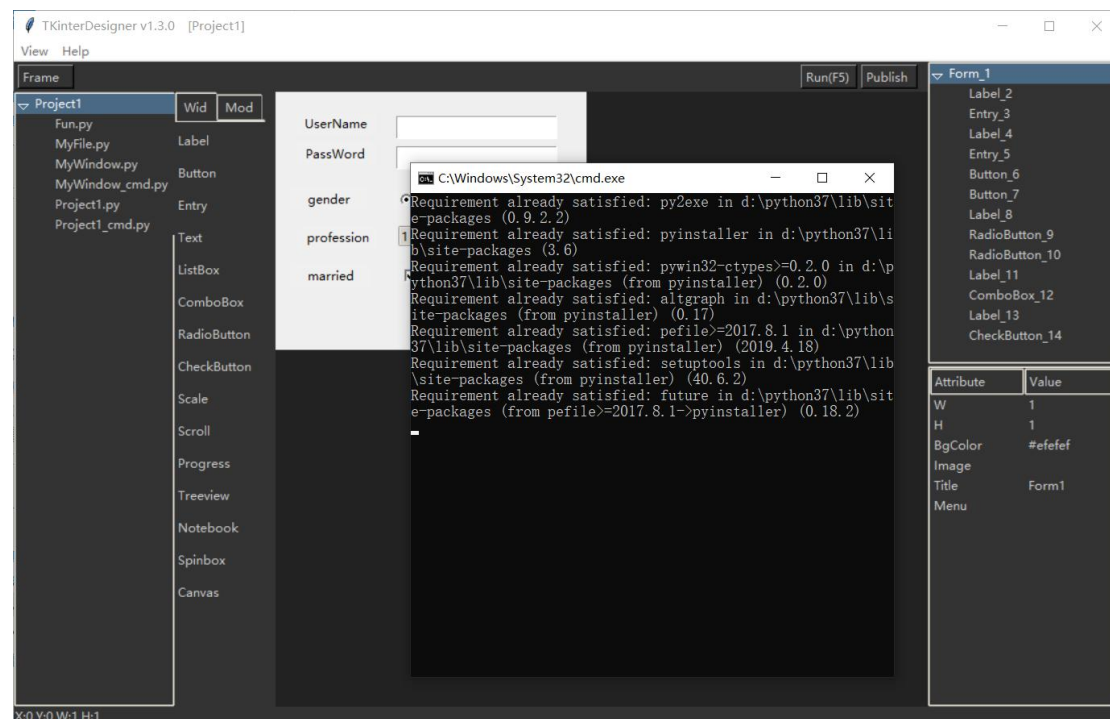 TKinterDesigner v1.3.0 [Project1]
View Help
Frame
Run(F5) Publish
Project1
Fun.py
MyFile.py
MyWindow.py
MyWindow_cmd.py
Project1.py
Project1_cmd.py
Wid Mod
Label
Button
Entry
Text
ListBox
ComboBox
RadioButton
CheckButton
Scale
Scroll
Progress
Treeview
Notebook
Spinbox
Canvas
UserName
PassWord
gender
profession 1
married
C:\Windows\System32\cmd.exe
Requirement already satisfied: py2exe in d:\python37\lib\sit
e-packages (0.9.2.2)
Requirement already satisfied: pyinstaller in d:\python37\li
b\site-packages (3.6)
Requirement already satisfied: pywin32-ctypes>=0.2.0 in d:\p
ython37\lib\site-packages (from pyinstaller) (0.2.0)
Requirement already satisfied: altgraph in d:\python37\lib\s
ite-packages (from pyinstaller) (0.17)
Requirement already satisfied: pefile>=2017.8.1 in d:\python
37\lib\site-packages (from pyinstaller) (2019.4.18)
Requirement already satisfied: setuptools in d:\python37\lib
\site-packages (from pyinstaller) (40.6.2)
Requirement already satisfied: future in d:\python37\lib\sit
e-packages (from pefile>=2017.8.1->pyinstaller) (0.18.2)
Form_1
Label_2
Entry_3
Label_4
Entry_5
Button_6
Button_7
Label_8
RadioButton_9
RadioButton_10
Label_11
ComboBox_12
Label_13
CheckButton_14
Attribute Value
W 1
H 1
BgColor #efefef
Image
Title Form1
Menu
X:0 Y:0 W:1 H:1